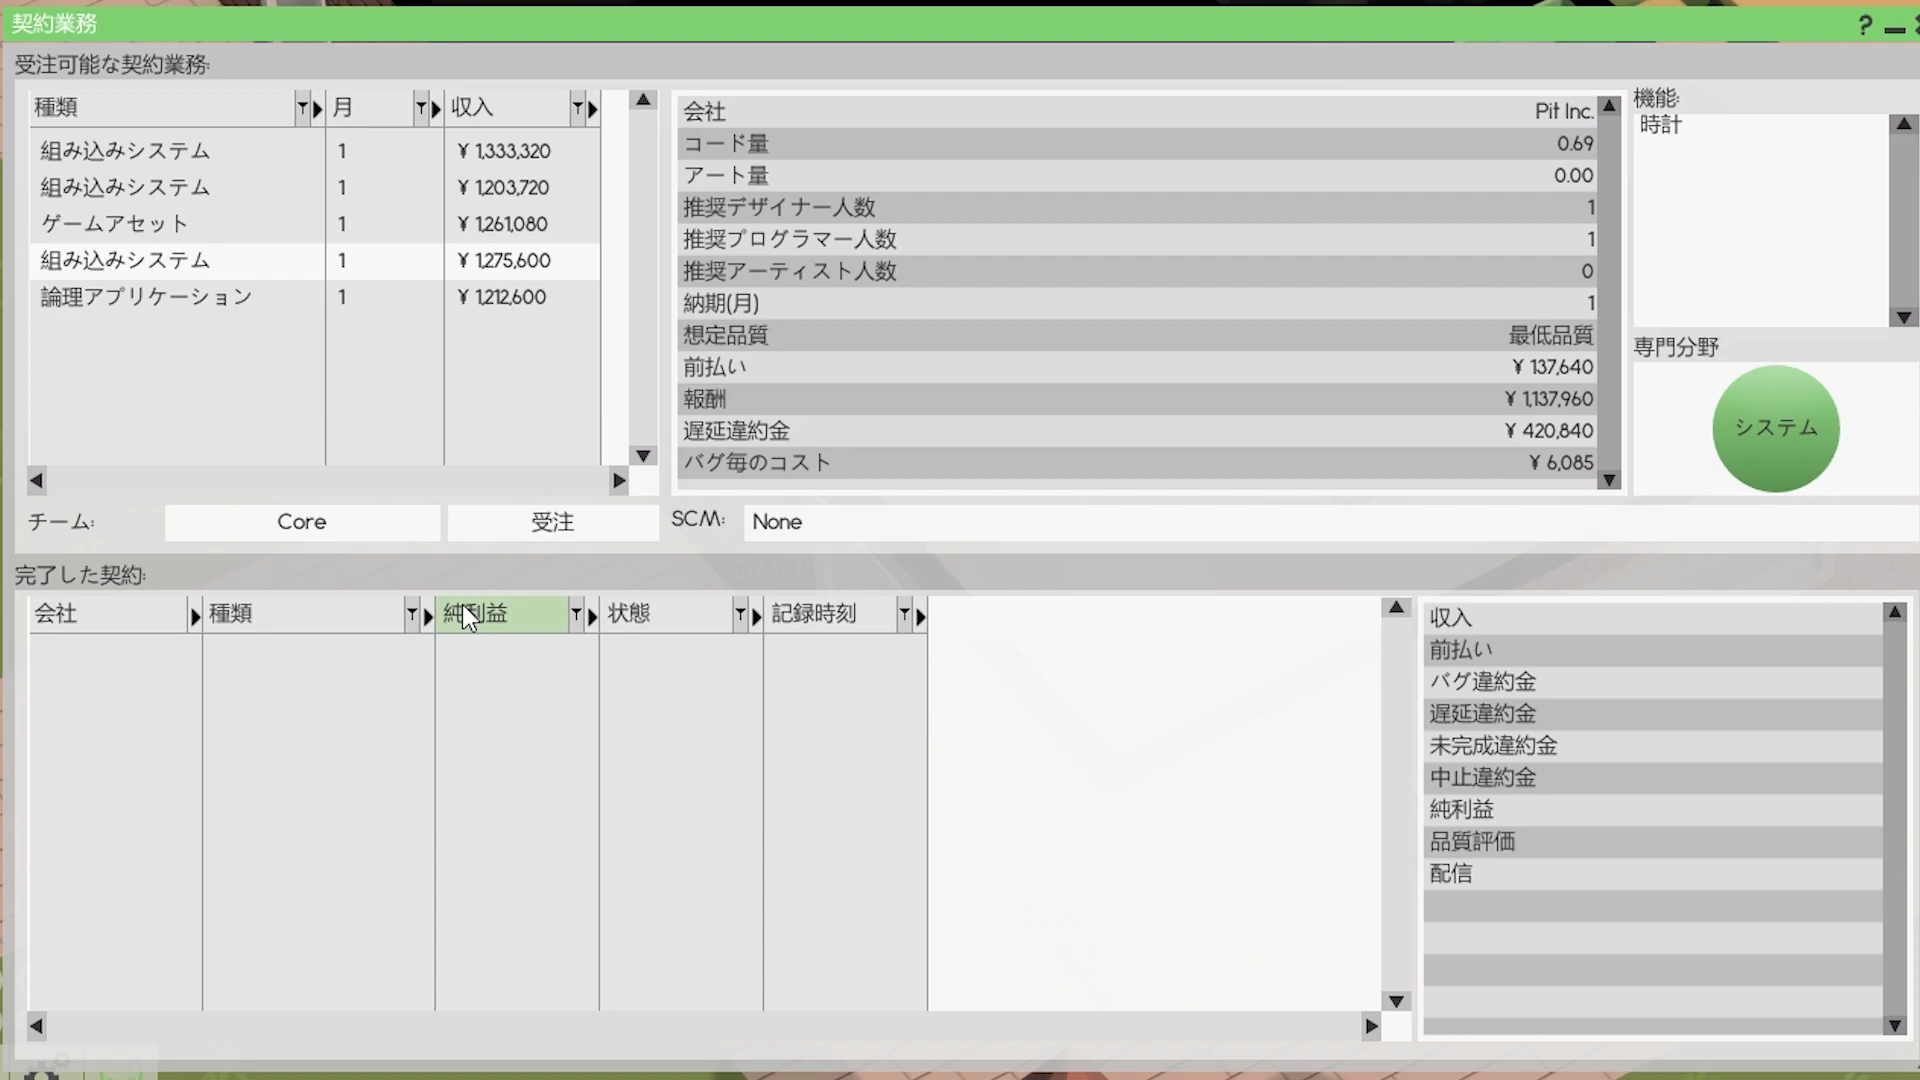 契約業務
?
受注可能な契約業務:
種類 月 収入
組み込みシステム 1 ¥ 1,333,320
組み込みシステム 1 ¥ 1,203,720
ゲームアセット 1 ¥ 1,261,080
組み込みシステム 1 ¥ 1,275,600
論理アプリケーション 1 ¥ 1,212,600
会社 Pit Inc.
コード量 0.69
アート量 0.00
推奨デザイナー人数 1
推奨プログラマー人数 1
推奨アーティスト人数 0
納期(月) 1
想定品質 最低品質
前払い ¥ 137,640
報酬 ¥ 1,137,960
遅延違約金 ¥ 420,840
バグ毎のコスト ¥ 6,085
機能:
時計
専門分野
システム
チーム: Core 受注 SCM: None
完了した契約:
会社 種類 純利益 状態 記録時刻
収入
前払い
バグ違約金
遅延違約金
未完成違約金
中止違約金
純利益
品質評価
配信